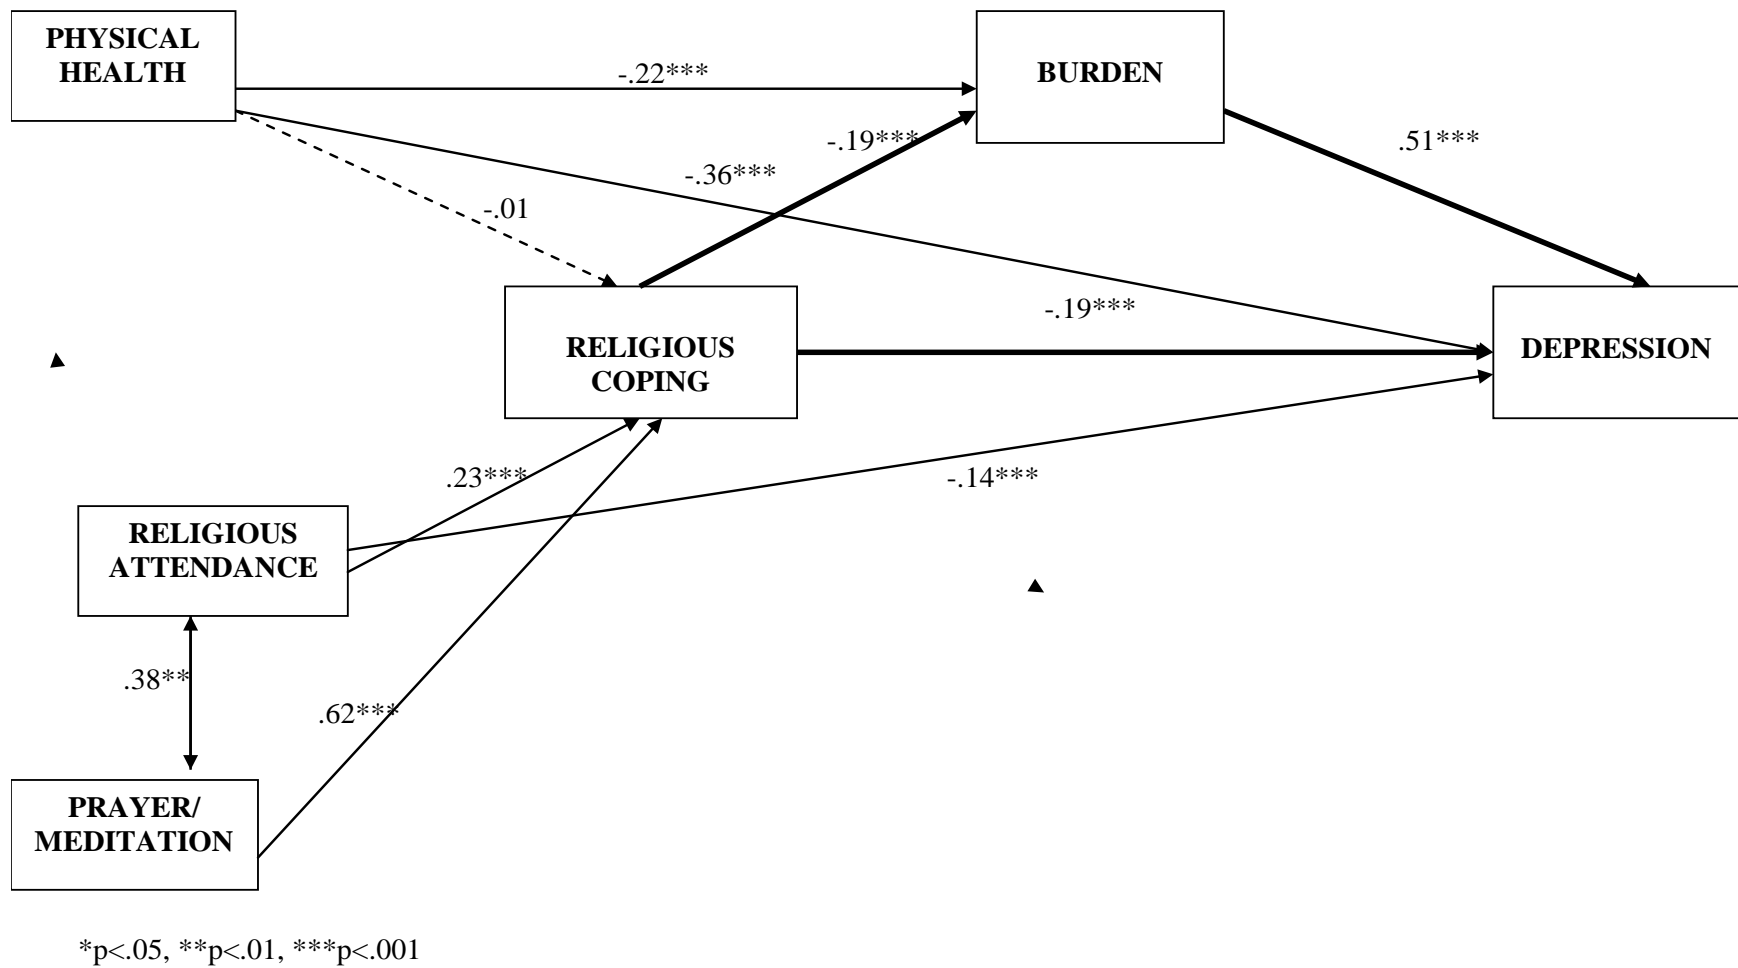 PHYSICAL
HEALTH
-.22***
BURDEN
-.19***
.51***
-.36***
-.01
-.19***
RELIGIOUS
COPING
DEPRESSION
.23***
-.14***
RELIGIOUS
ATTENDANCE
.38**
.62***
PRAYER/
MEDITATION
*p<.05, **p<.01, ***p<.001